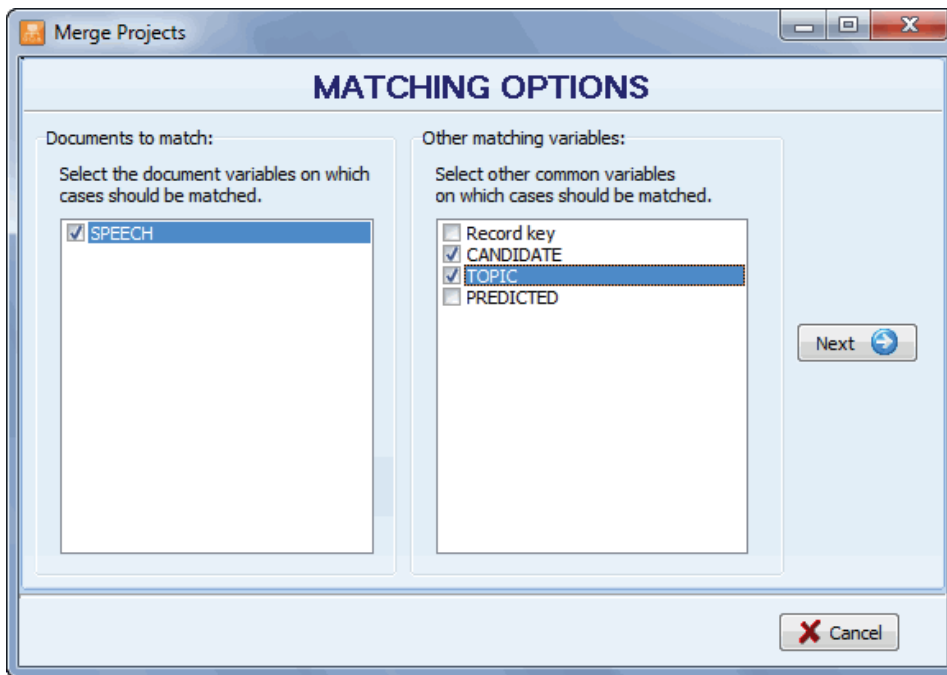 Merge Projects
MATCHING OPTIONS
Documents to match:
Select the document variables on which
cases should be matched.
SPEECH
Other matching variables:
Select other common variables
on which cases should be matched.
Record key
CANDIDATE
TOPIC
PREDICTED
Next
Cancel